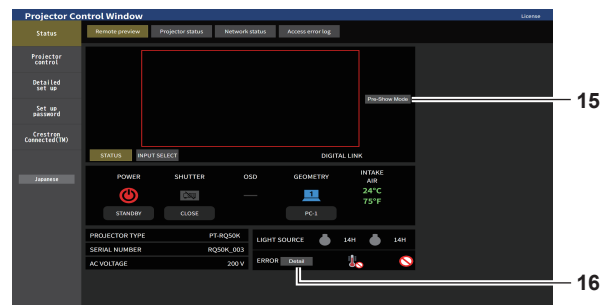 Projector Control Window License
Status Remote preview Projector status Network status Access error log
Projector
control
Detailed
set up
Set up
password
Crestron
Connected(TM)
Japanese
Pre-Show Mode 15
STATUS INPUT SELECT DIGITAL LINK
POWER SHUTTER OSD GEOMETRY INTAKE
AIR
24°C
75°F
1
STANDBY CLOSE PC-1
PROJECTOR TYPE PT-RQ50K
SERIAL NUMBER RQ50K_003
AC VOLTAGE 200 V
LIGHT SOURCE 14H 14H
ERROR Detail
16